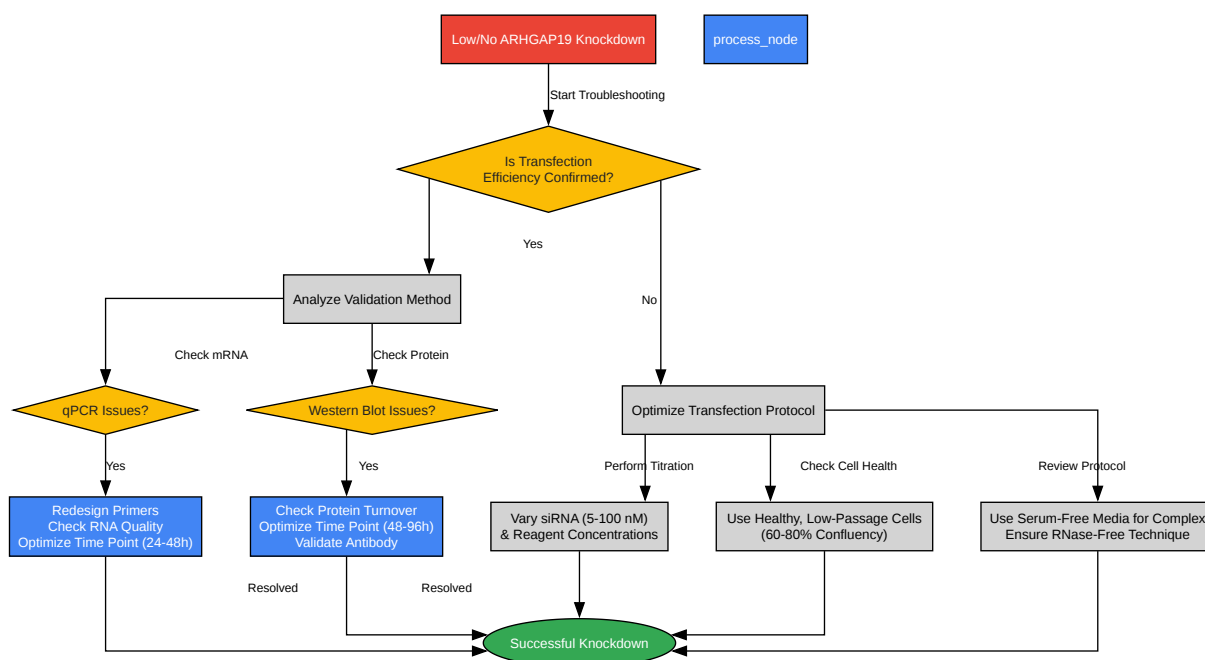 Low/No ARHGAP19 Knockdown
process_node
Start Troubleshooting
Is Transfection
Efficiency Confirmed?
Yes
Analyze Validation Method
No
Check mRNA
Check Protein
qPCR Issues?
Western Blot Issues?
Optimize Transfection Protocol
Yes
Yes
Perform Titration
Check Cell Health
Review Protocol
Redesign Primers
Check RNA Quality
Optimize Time Point (24-48h)
Check Protein Turnover
Optimize Time Point (48-96h)
Validate Antibody
Vary siRNA (5-100 nM)
& Reagent Concentrations
Use Healthy, Low-Passage Cells
(60-80% Confluency)
Use Serum-Free Media for Complex
Ensure RNase-Free Technique
Resolved
Resolved
Successful Knockdown